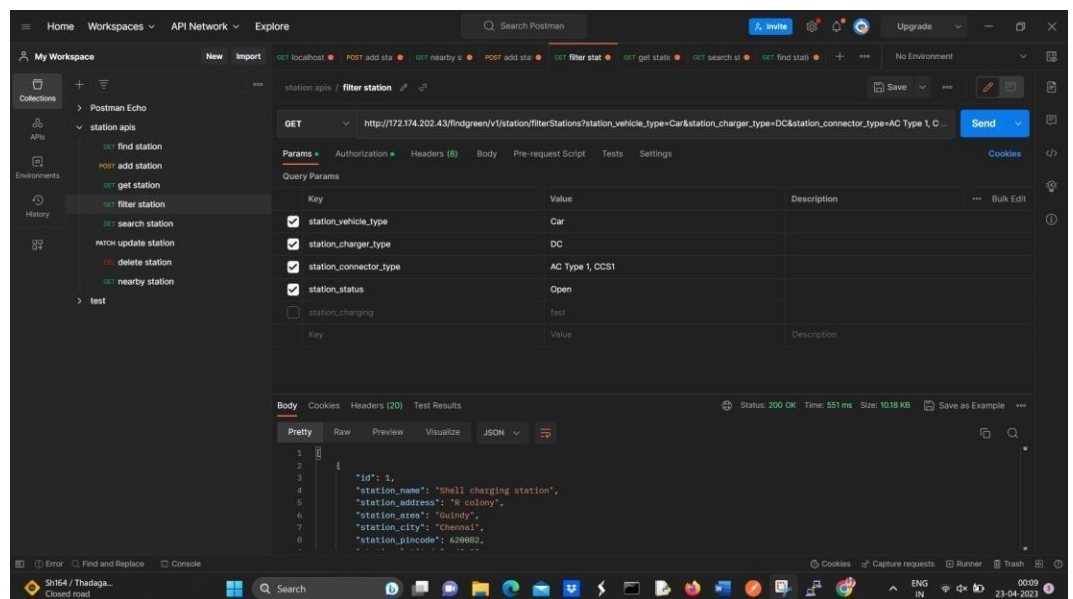 Home Workspaces API Network Explore Search Postman Invite Upgrade
My Workspace New Import GET localhost POST add sta GET nearby s POST add stat GET filter stat GET get static GET search st GET find stati No Environment
Collections
APIs
Environments
History
Postman Echo
station apis
GET find station
POST add station
GET get station
GET filter station
GET search station
PATCH update station
DEL delete station
GET nearby station
test
station apis / filter station Save
GET http://172.174.202.43/findgreen/v1/station/filterStations?station_vehicle_type=Car&station_charger_type=DC&station_connector_type=AC Type 1, C... Send
Params Authorization Headers (8) Body Pre-request Script Tests Settings Cookies
Query Params
Key Value Description Bulk Edit
station_vehicle_type Car
station_charger_type DC
station_connector_type AC Type 1, CCS1
station_status Open
station_charging fast
Key Value Description
Body Cookies Headers (20) Test Results Status: 200 OK Time: 551 ms Size: 10.18 KB Save as Example
Pretty Raw Preview Visualize JSON
1 [
2 {
3 "id": 1,
4 "station_name": "Shell charging station",
5 "station_address": "R colony",
6 "station_area": "Guindy",
7 "station_city": "Chennai",
8 "station_pincode": 620002,
Error Find and Replace Console Cookies Capture requests Runner Trash
Sh164 / Thadaga...
Closed road
Search
ENG
IN
00:09
23-04-2023